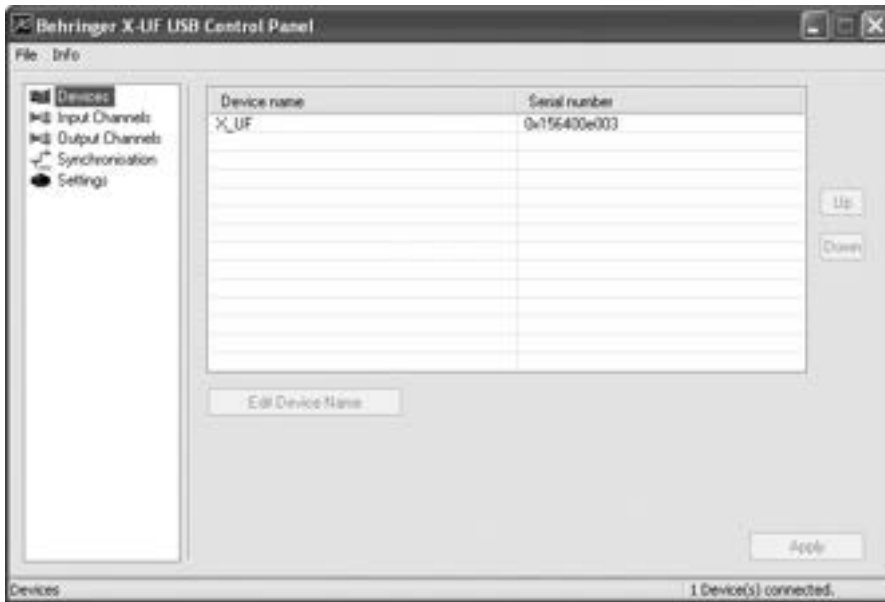 Behringer X-UF USB Control Panel
File Info
Devices
Input Channels
Output Channels
Synchronisation
Settings
Device name Serial number
X_UF 0x156400e003
Up
Down
Edit Device Name
Apply
Devices 1 Device(s) connected.